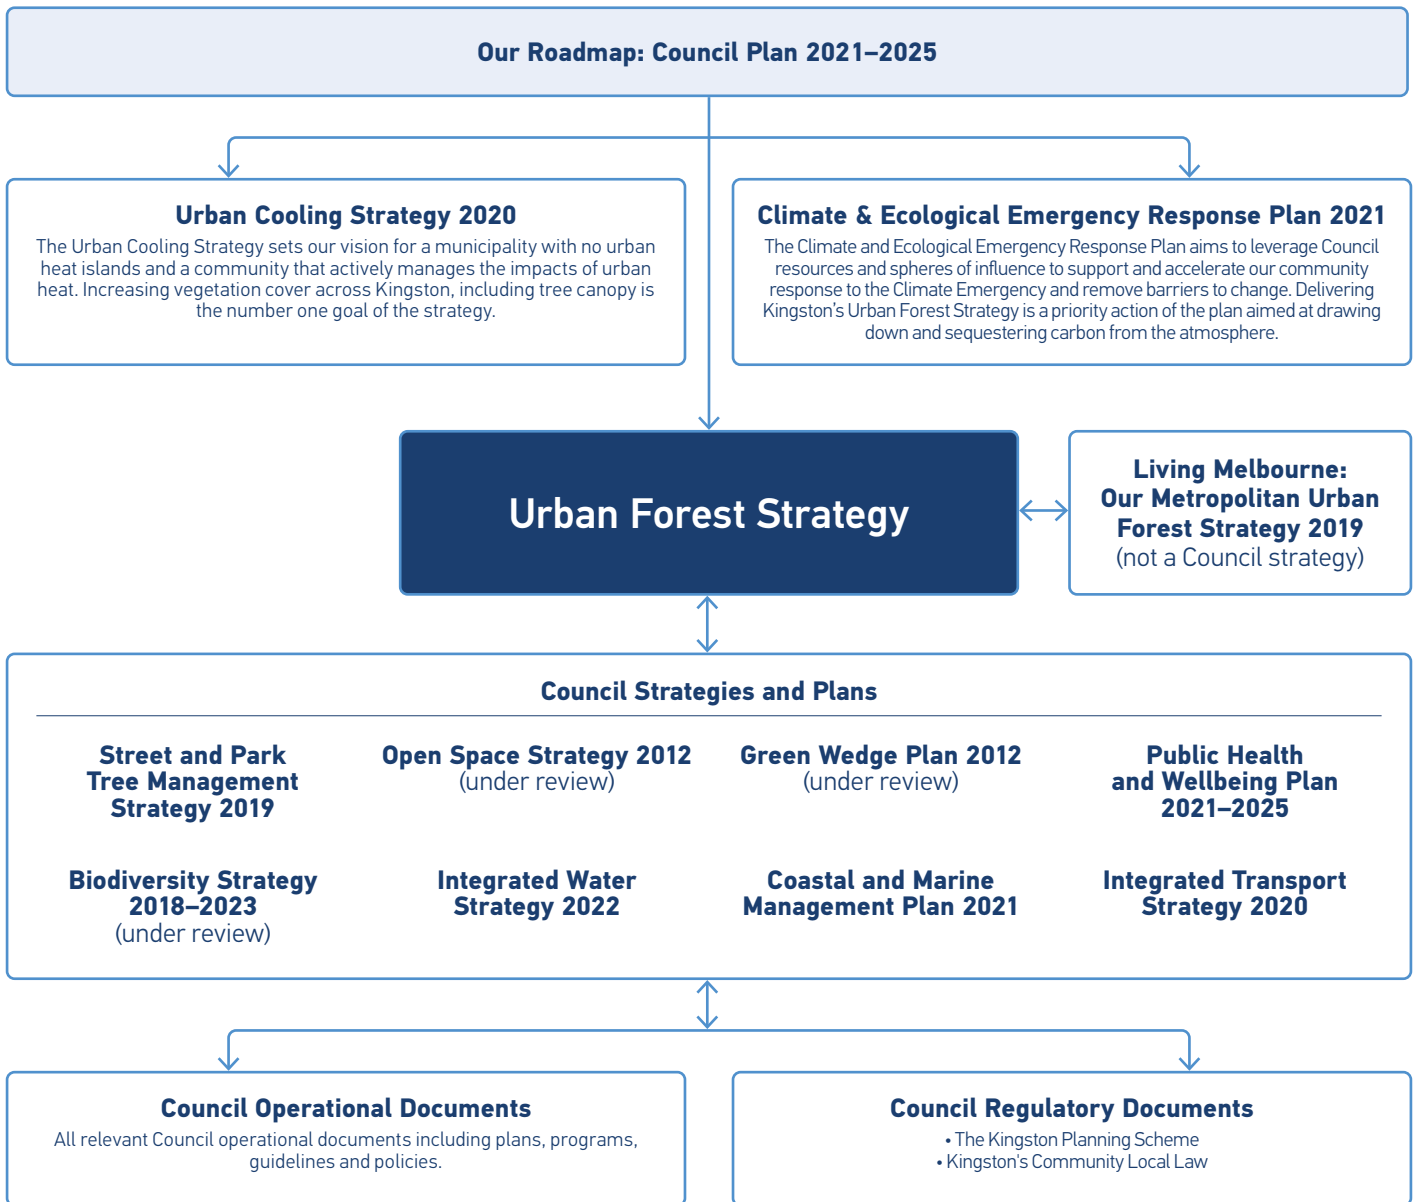 Our Roadmap: Council Plan 2021–2025
Urban Cooling Strategy 2020
The Urban Cooling Strategy sets our vision for a municipality with no urban
heat islands and a community that actively manages the impacts of urban
heat. Increasing vegetation cover across Kingston, including tree canopy is
the number one goal of the strategy.
Climate & Ecological Emergency Response Plan 2021
The Climate and Ecological Emergency Response Plan aims to leverage Council
resources and spheres of influence to support and accelerate our community
response to the Climate Emergency and remove barriers to change. Delivering
Kingston’s Urban Forest Strategy is a priority action of the plan aimed at drawing
down and sequestering carbon from the atmosphere.
Urban Forest Strategy
Living Melbourne:
Our Metropolitan Urban
Forest Strategy 2019
(not a Council strategy)
Council Strategies and Plans
Street and Park
Tree Management
Strategy 2019
Open Space Strategy 2012
(under review)
Green Wedge Plan 2012
(under review)
Public Health
and Wellbeing Plan
2021–2025
Biodiversity Strategy
2018–2023
(under review)
Integrated Water
Strategy 2022
Coastal and Marine
Management Plan 2021
Integrated Transport
Strategy 2020
Council Operational Documents
All relevant Council operational documents including plans, programs,
guidelines and policies.
Council Regulatory Documents
• The Kingston Planning Scheme
• Kingston's Community Local Law